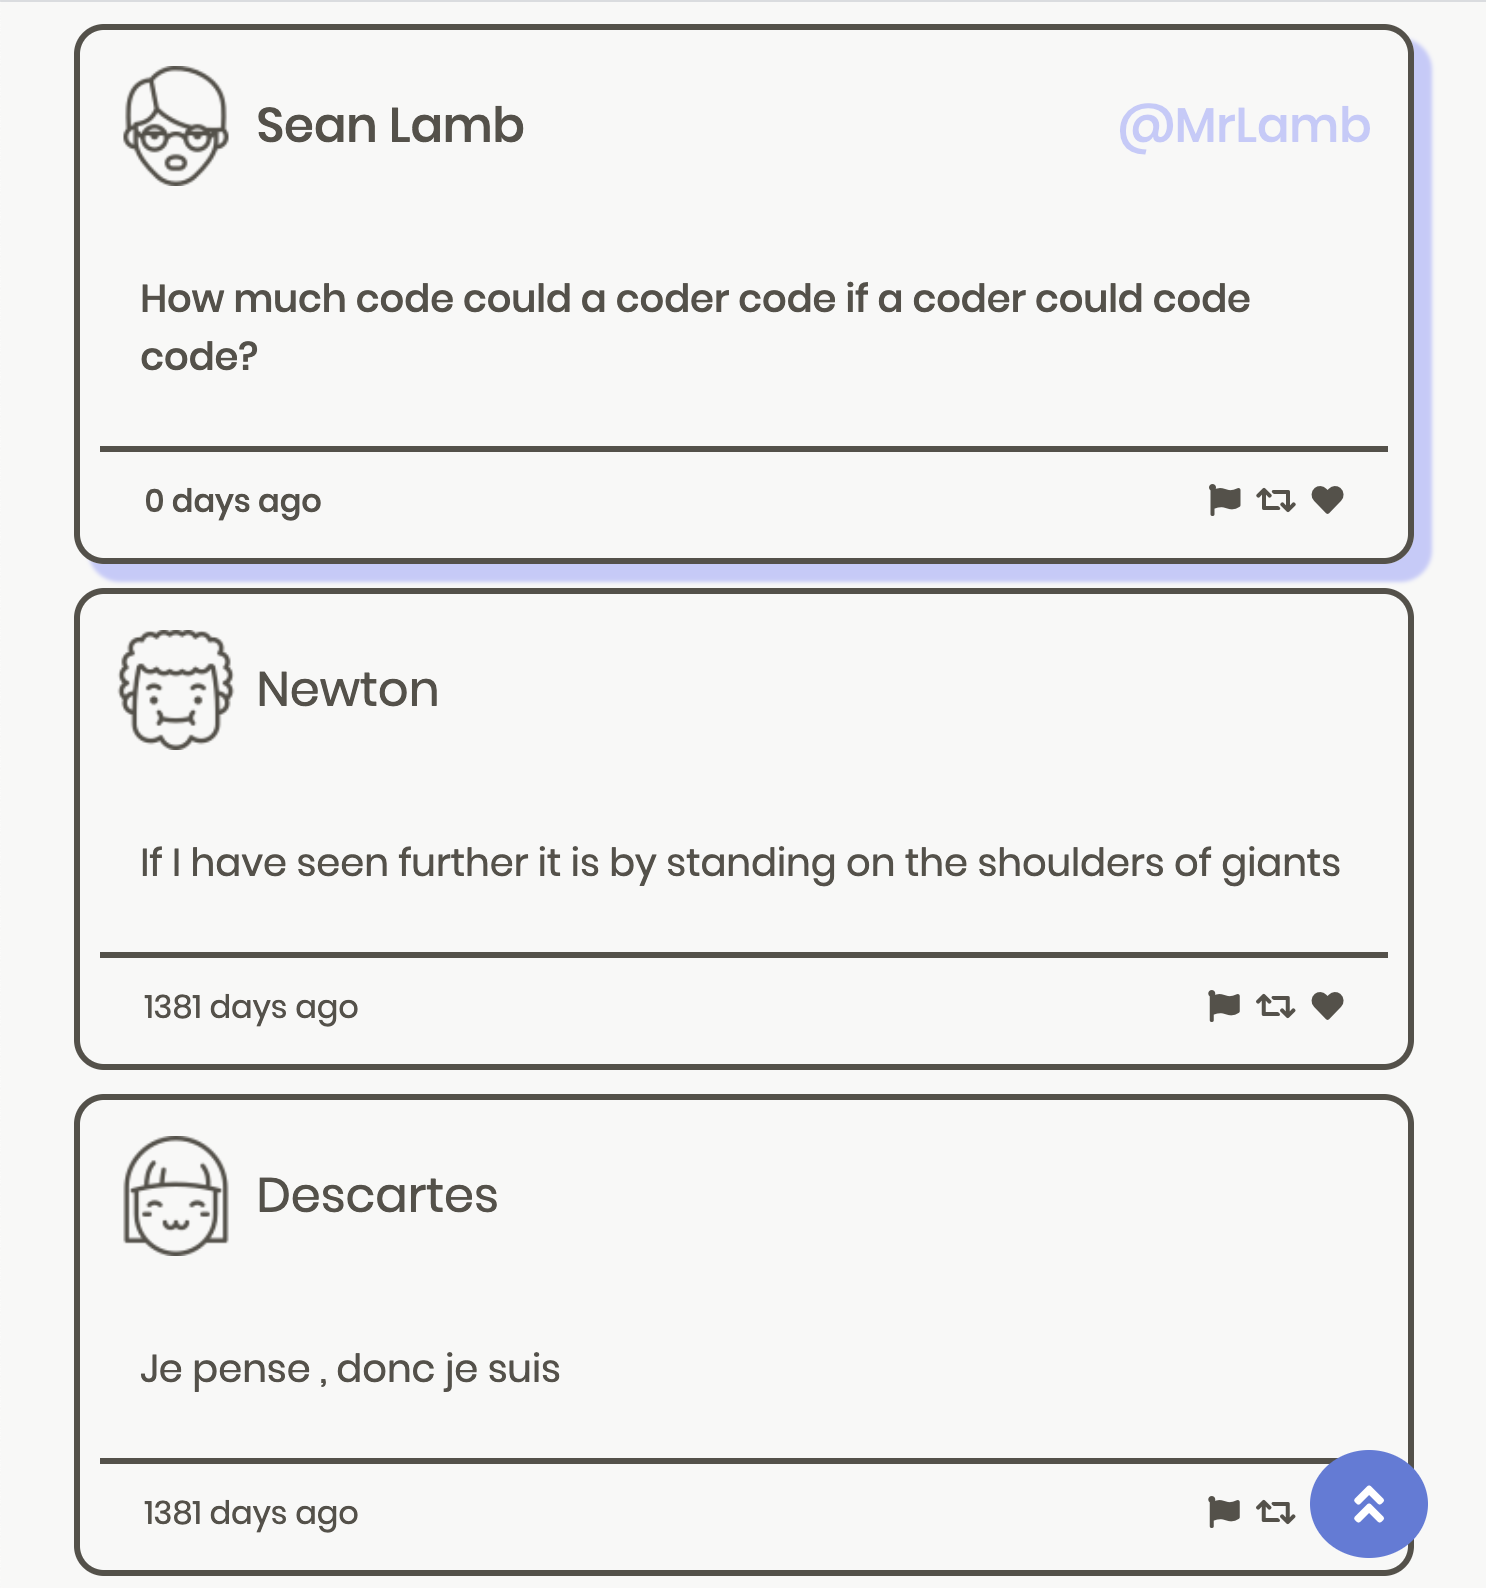 Sean Lamb
@MrLamb
How much code could a coder code if a coder could code
code?
0 days ago
Newton
If I have seen further it is by standing on the shoulders of giants
1381 days ago
Descartes
Je pense , donc je suis
1381 days ago